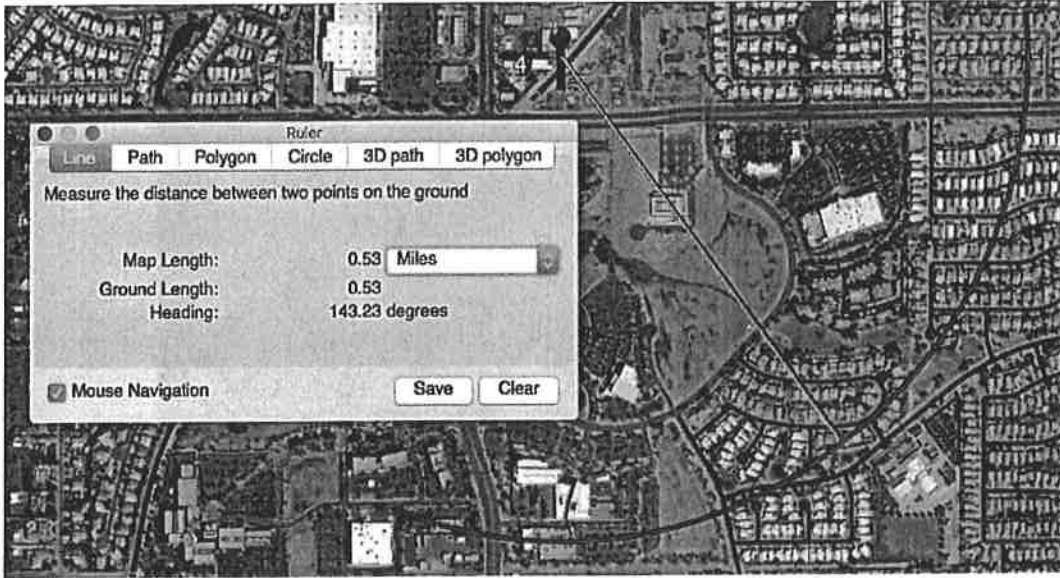 4
Ruler
Line Path Polygon Circle 3D path 3D polygon
Measure the distance between two points on the ground
Map Length: 0.53 Miles
Ground Length: 0.53
Heading: 143.23 degrees
Mouse Navigation Save Clear